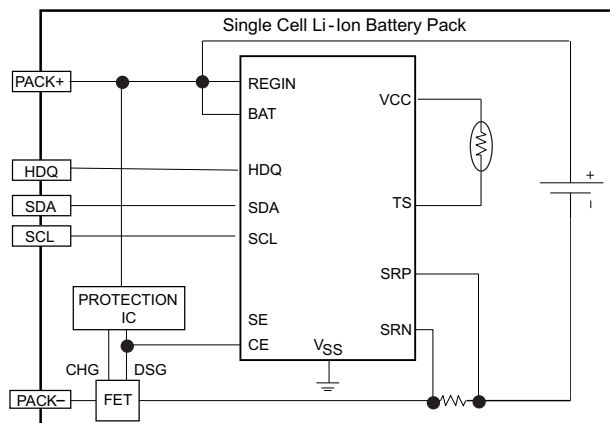 Single Cell Li-Ion Battery Pack
PACK+
REGIN
VCC
BAT
HDQ
HDQ
+
–
SDA
SDA
TS
SCL
SCL
SRP
PROTECTION
IC
SE
SRN
CE
VSS
CHG
DSG
PACK–
FET